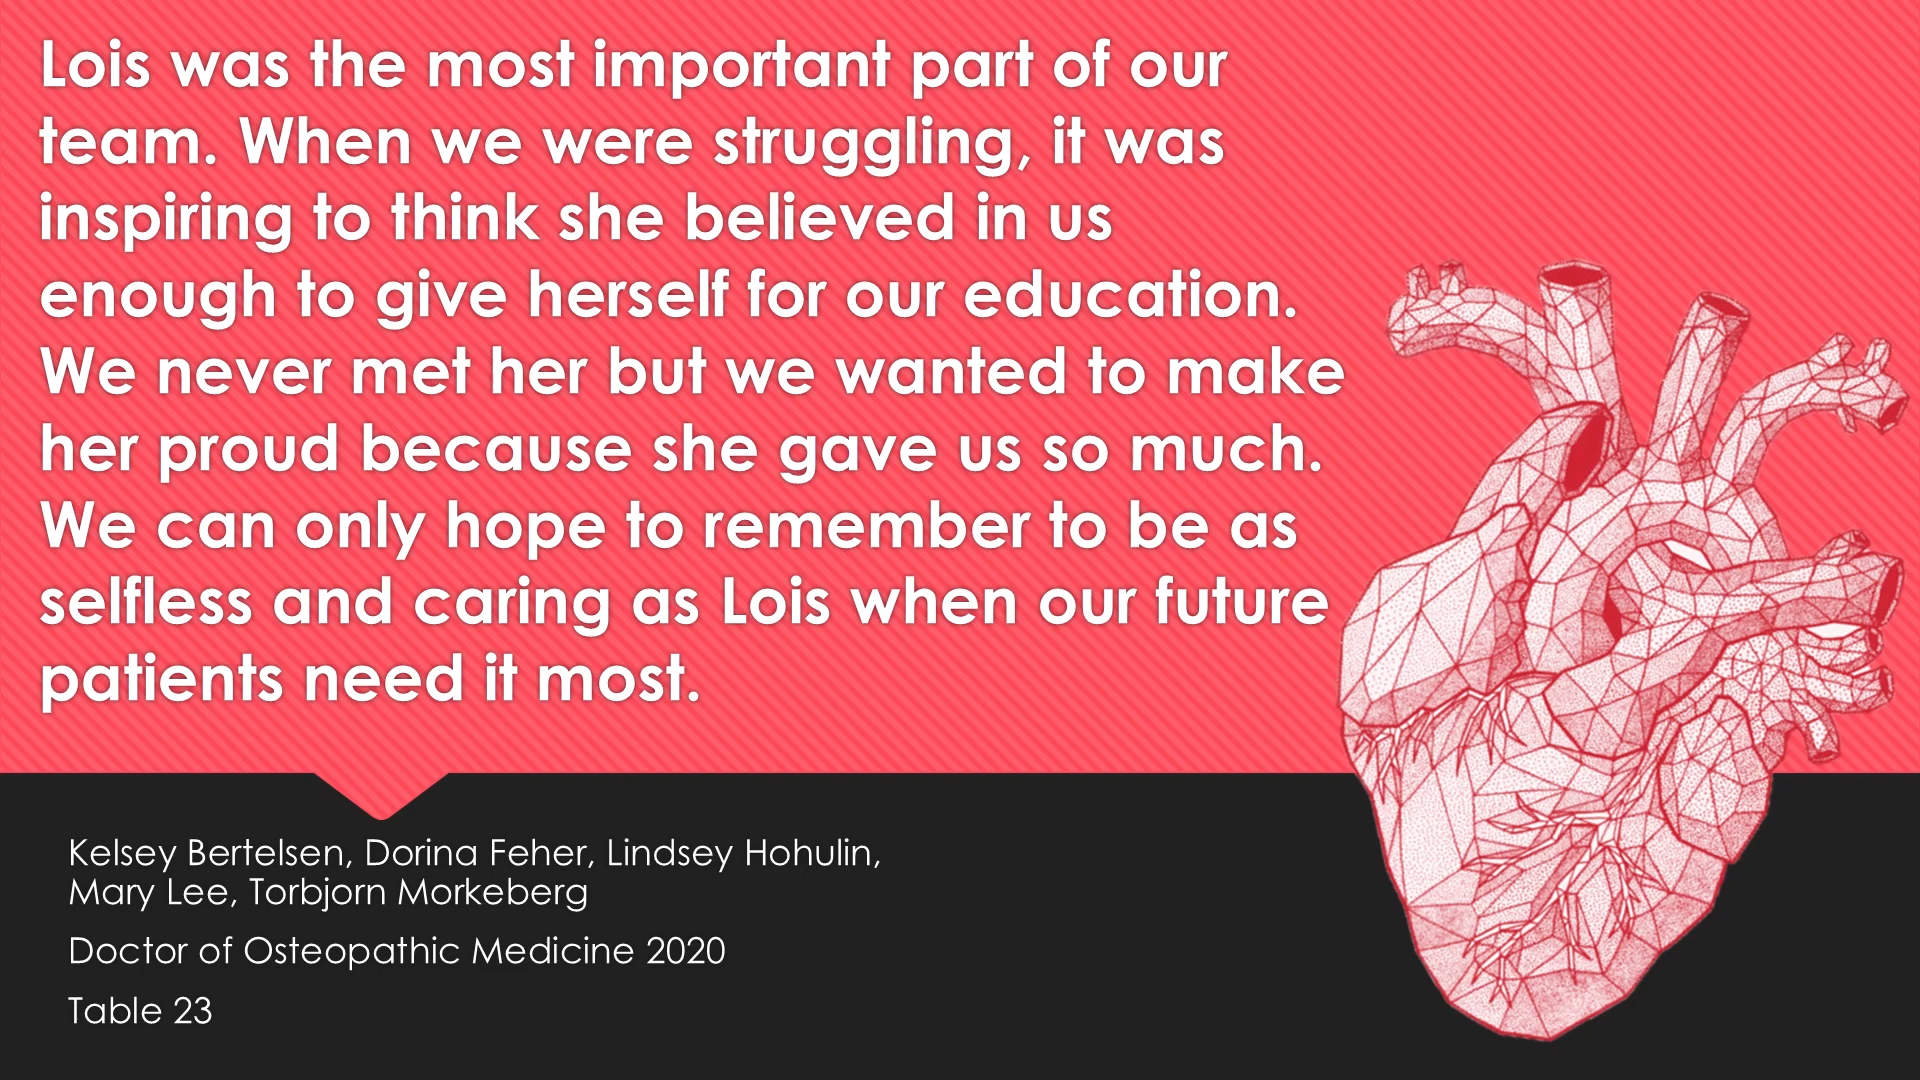 Lois was the most important part of our
team. When we were struggling, it was
inspiring to think she believed in us
enough to give herself for our education.
We never met her but we wanted to make
her proud because she gave us so much.
We can only hope to remember to be as
selfless and caring as Lois when our future
patients need it most.
Kelsey Bertelsen, Dorina Feher, Lindsey Hohulin,
Mary Lee, Torbjorn Morkeberg
Doctor of Osteopathic Medicine 2020
Table 23